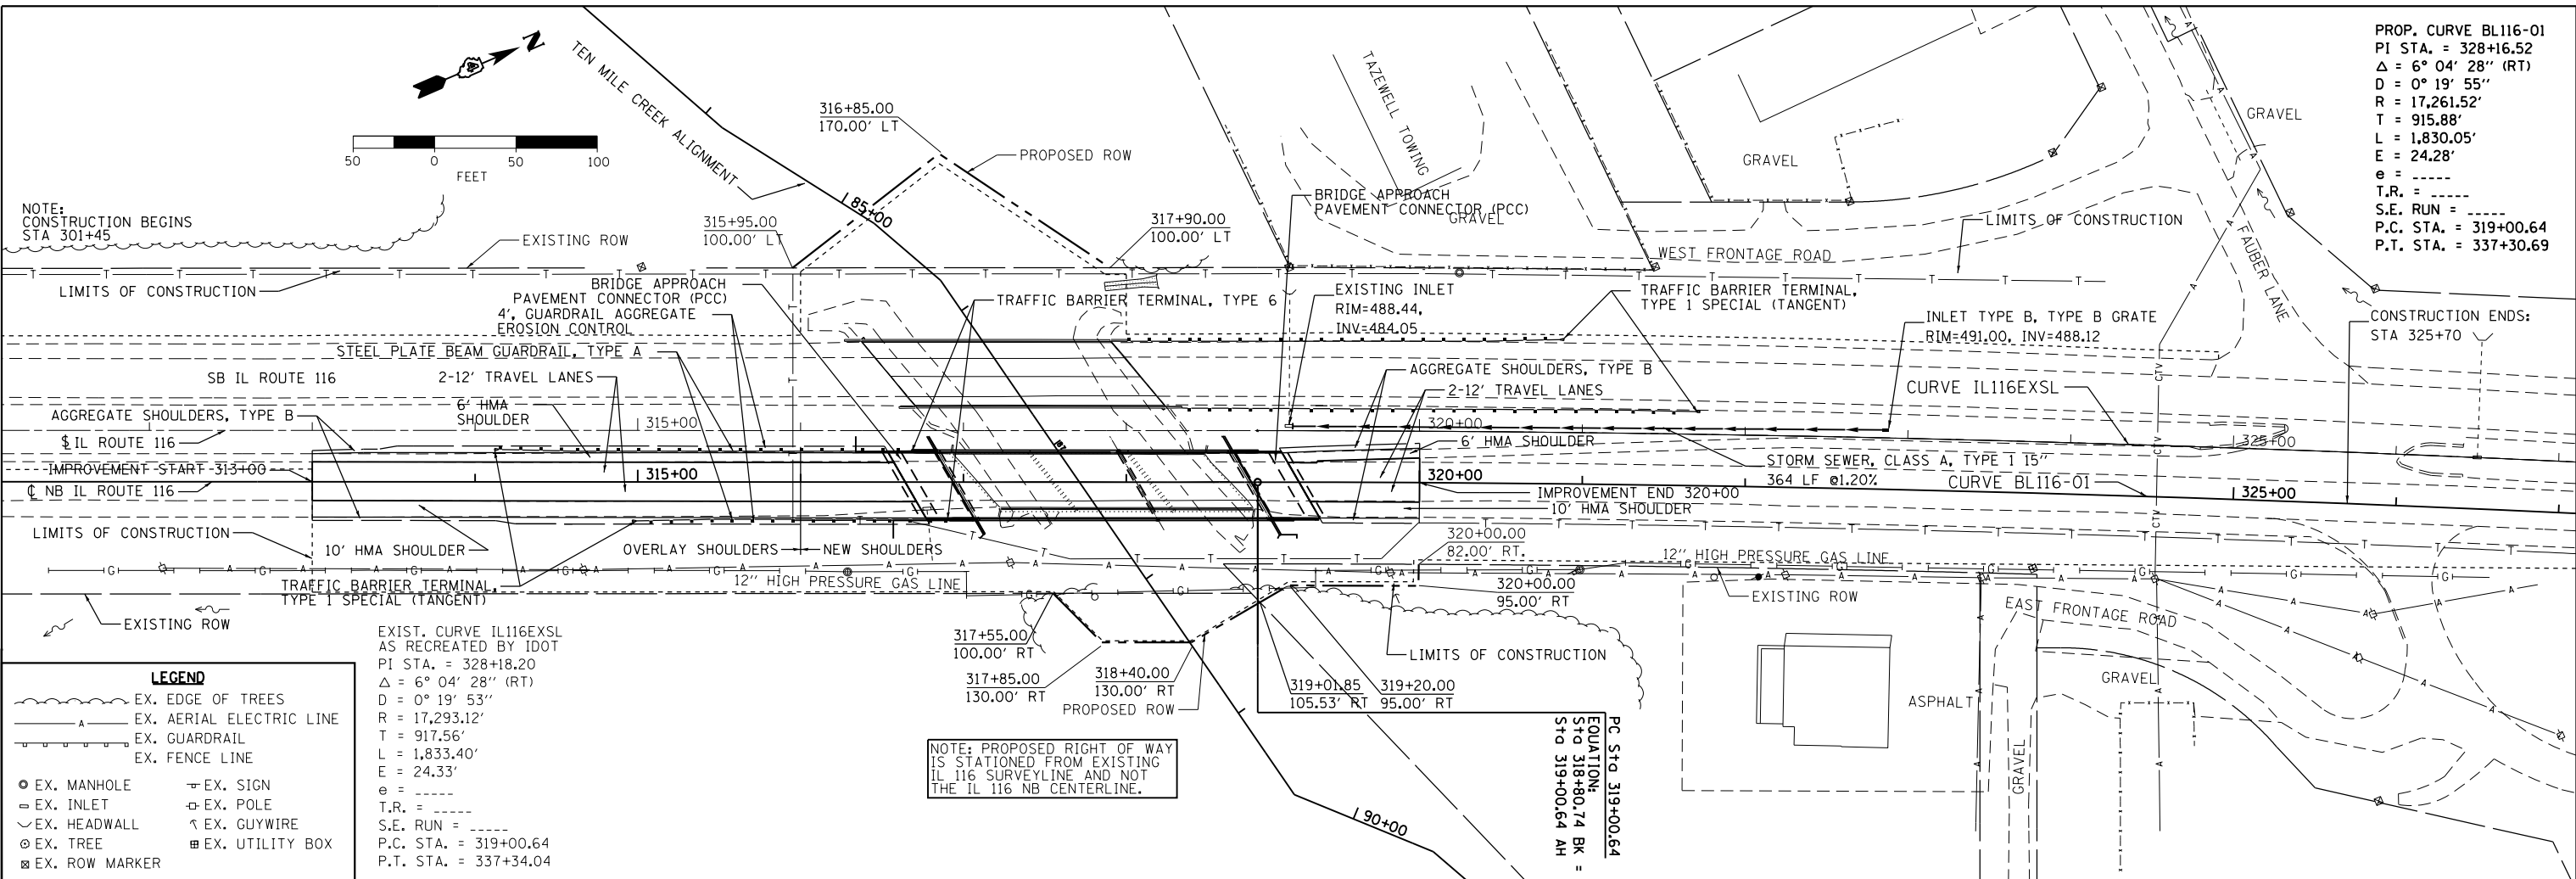 N
50 0 50 100
FEET
NOTE:
CONSTRUCTION BEGINS
STA 301+45
TEN MILE CREEK ALIGNMENT
316+85.00
170.00' LT
PROPOSED ROW
185+00
315+95.00
100.00' LT
317+90.00
100.00' LT
EXISTING ROW
LIMITS OF CONSTRUCTION
BRIDGE APPROACH
PAVEMENT CONNECTOR (PCC)
4', GUARDRAIL AGGREGATE
EROSION CONTROL
STEEL PLATE BEAM GUARDRAIL, TYPE A
SB IL ROUTE 116
2-12' TRAVEL LANES
AGGREGATE SHOULDERS, TYPE B
6' HMA
SHOULDER
315+00
IL ROUTE 116
IMPROVEMENT START 313+00
315+00
NB IL ROUTE 116
LIMITS OF CONSTRUCTION
10' HMA SHOULDER
OVERLAY SHOULDERS
NEW SHOULDERS
TRAFFIC BARRIER TERMINAL,
TYPE 1 SPECIAL (TANGENT)
12'' HIGH PRESSURE GAS LINE
EXISTING ROW
TAZEWELL TOWING
BRIDGE APPROACH
PAVEMENT CONNECTOR (PCC)
GRAVEL
GRAVEL
GRAVEL
LIMITS OF CONSTRUCTION
WEST FRONTAGE ROAD
FAUBER LANE
TRAFFIC BARRIER TERMINAL, TYPE 6
EXISTING INLET
RIM=488.44,
INV=484.05
TRAFFIC BARRIER TERMINAL,
TYPE 1 SPECIAL (TANGENT)
INLET TYPE B, TYPE B GRATE
RIM=491.00, INV=488.12
CONSTRUCTION ENDS:
STA 325+70
AGGREGATE SHOULDERS, TYPE B
2-12' TRAVEL LANES
CURVE IL116EXSL
320+00
6' HMA SHOULDER
325+00
STORM SEWER, CLASS A, TYPE 1 15''
364 LF @1.20%
CURVE BL116-01
320+00
IMPROVEMENT END 320+00
325+00
10' HMA SHOULDER
320+00.00
82.00' RT.
12'' HIGH PRESSURE GAS LINE
320+00.00
95.00' RT
EXISTING ROW
EAST FRONTAGE ROAD
LIMITS OF CONSTRUCTION
317+55.00
100.00' RT
317+85.00
130.00' RT
318+40.00
130.00' RT
PROPOSED ROW
319+01.85
105.53' RT
319+20.00
95.00' RT
ASPHALT
GRAVEL
GRAVEL
190+00
PC Sta 319+00.64
EQUATION:
Sta 318+80.74 BK =
Sta 319+00.64 AH
NOTE: PROPOSED RIGHT OF WAY
IS STATIONED FROM EXISTING
IL 116 SURVEYLINE AND NOT
THE IL 116 NB CENTERLINE.
PROP. CURVE BL116-01
PI STA. = 328+16.52
Δ = 6° 04' 28'' (RT)
D = 0° 19' 55''
R = 17,261.52'
T = 915.88'
L = 1,830.05'
E = 24.28'
e = -----
T.R. = -----
S.E. RUN = -----
P.C. STA. = 319+00.64
P.T. STA. = 337+30.69
EXIST. CURVE IL116EXSL
AS RECREATED BY IDOT
PI STA. = 328+18.20
Δ = 6° 04' 28'' (RT)
D = 0° 19' 53''
R = 17,293.12'
T = 917.56'
L = 1,833.40'
E = 24.33'
e = -----
T.R. = -----
S.E. RUN = -----
P.C. STA. = 319+00.64
P.T. STA. = 337+34.04
LEGEND
EX. EDGE OF TREES
A EX. AERIAL ELECTRIC LINE
EX. GUARDRAIL
EX. FENCE LINE
EX. MANHOLE
EX. INLET
EX. HEADWALL
EX. TREE
EX. ROW MARKER
EX. SIGN
EX. POLE
EX. GUYWIRE
EX. UTILITY BOX